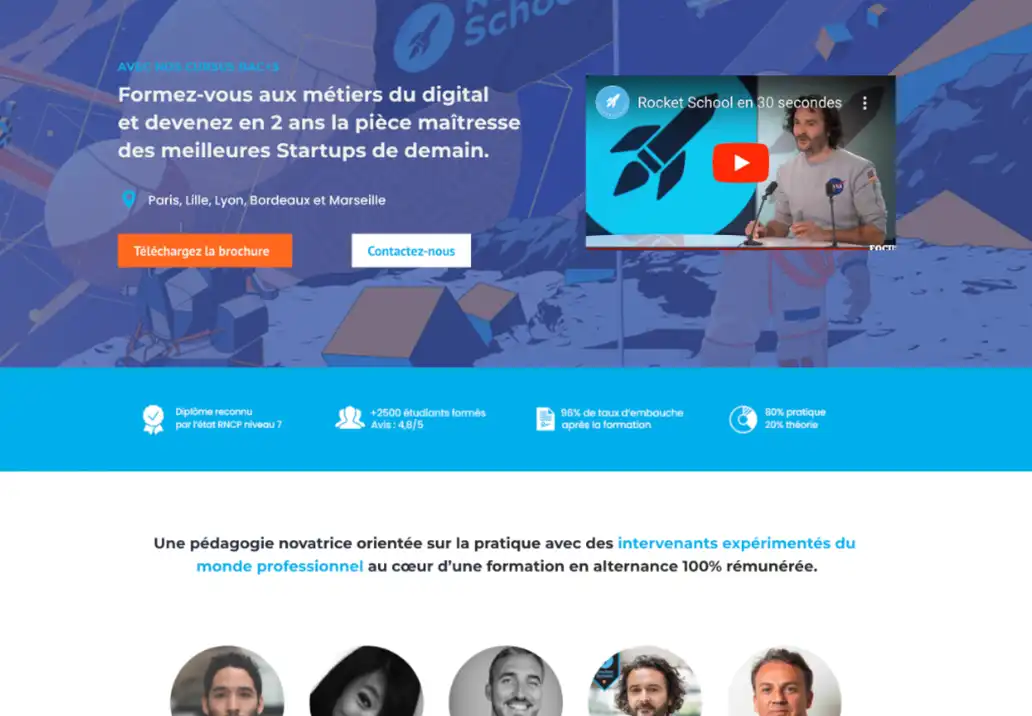 School
AVEC NOS CURSUS BAC+3
Formez-vous aux métiers du digital
et devenez en 2 ans la pièce maîtresse
des meilleures Startups de demain.
Paris, Lille, Lyon, Bordeaux et Marseille
Téléchargez la brochure
Contactez-nous
Rocket School en 30 secondes
Diplôme reconnu
par l'état RNCP niveau 7
+2500 étudiants formés
Avis : 4,8/5
96% de taux d'embauche
après la formation
80% pratique
20% théorie
Une pédagogie novatrice orientée sur la pratique avec des intervenants expérimentés du
monde professionnel au cœur d'une formation en alternance 100% rémunérée.